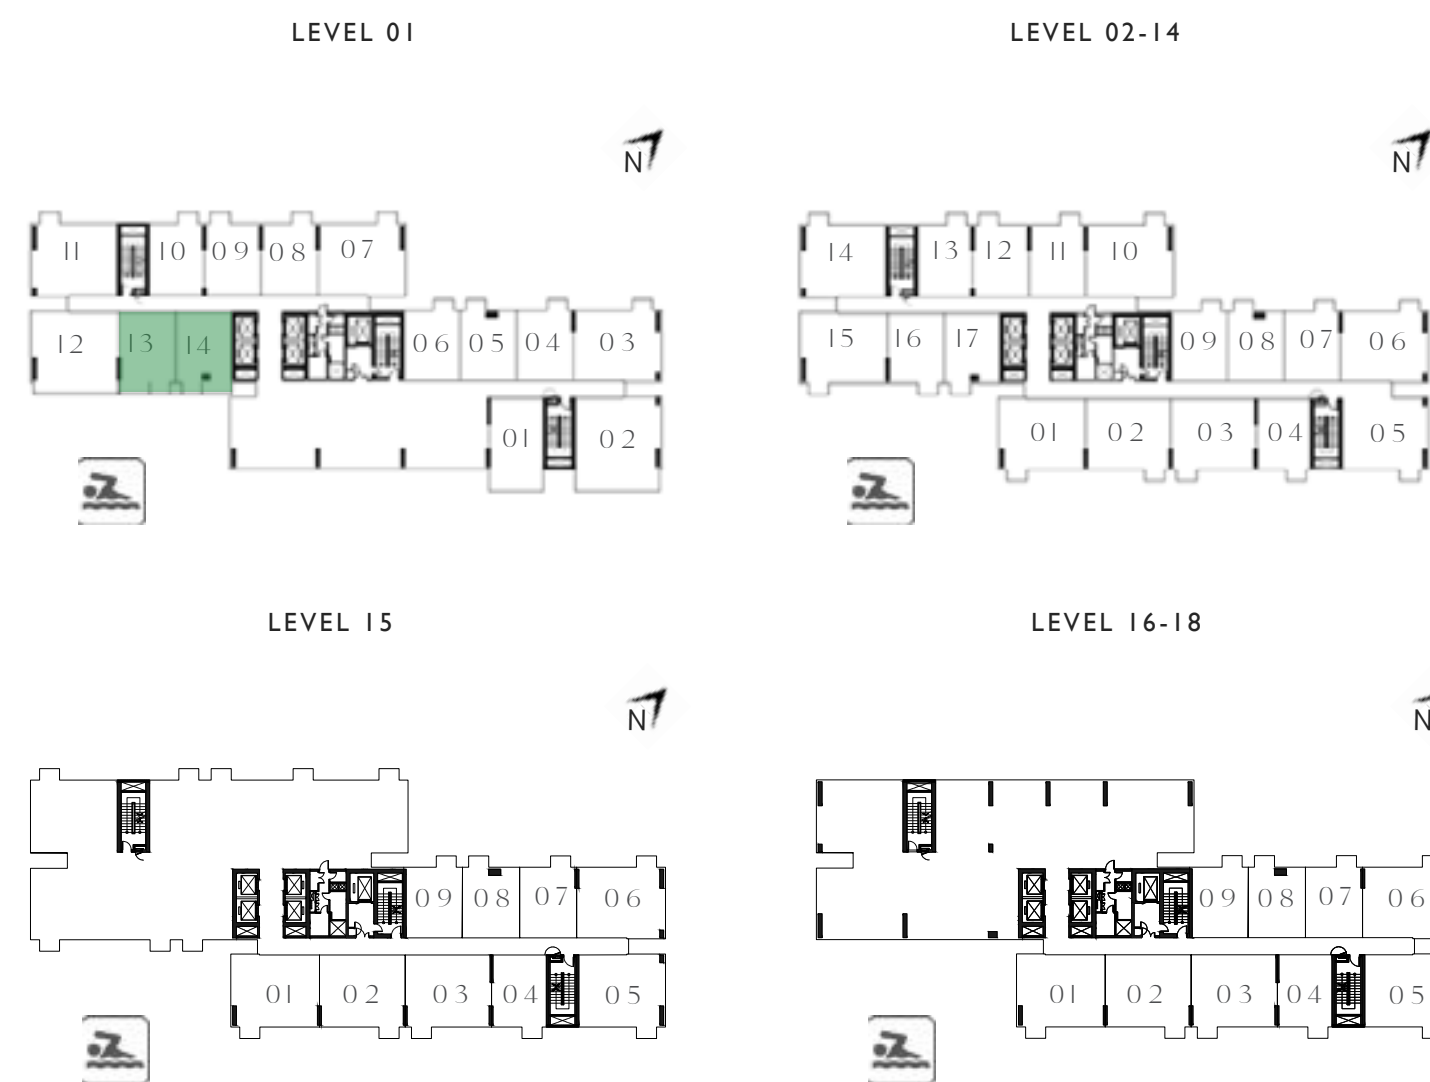 LEVEL 01
LEVEL 02-14
N
N
11 10 09 08 07
14 13 12 11 10
12 13 14 06 05 04 03
15 16 17 09 08 07 06
01 02
01 02 03 04 05
LEVEL 15
LEVEL 16-18
N
N
09 08 07 06
09 08 07 06
01 02 03 04 05
01 02 03 04 05